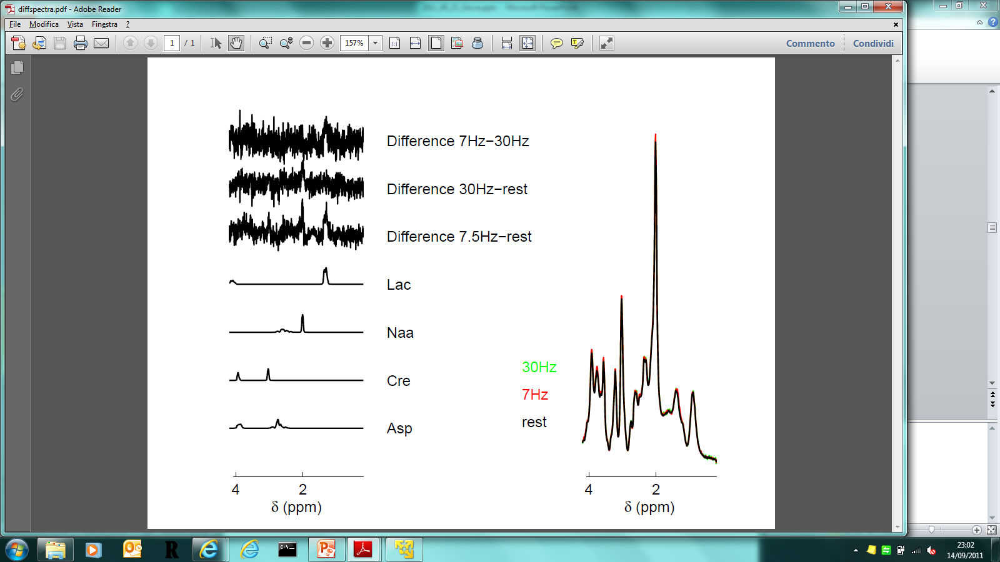 diffspectra.pdf - Adobe Reader
File Modifica Vista Finestra ?
1 / 1 157% Commento Condividi
Difference 7Hz−30Hz
Difference 30Hz−rest
Difference 7.5Hz−rest
Lac
Naa
Cre
Asp
4 2
δ (ppm)
30Hz
7Hz
rest
4 2
δ (ppm)
23:02
14/09/2011